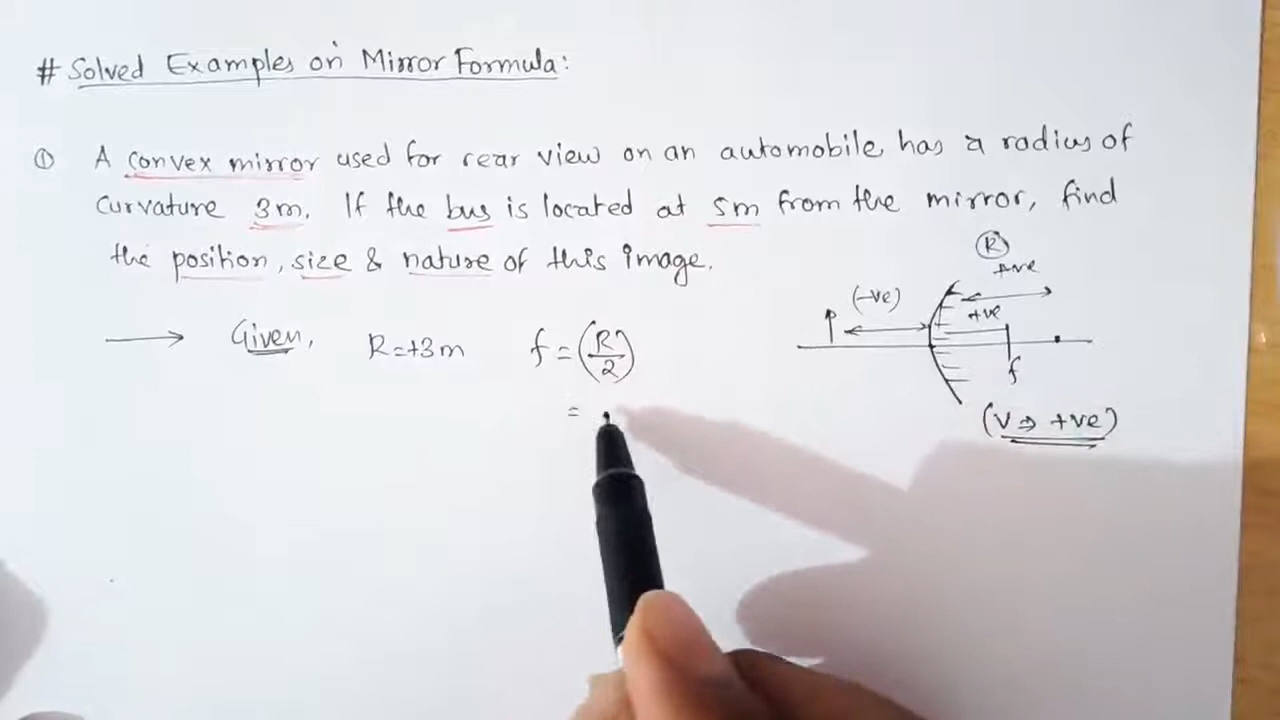 # Solved Examples on Mirror Formula:
① A convex mirror used for rear view on an automobile has a radius of
curvature 3m. If the bus is located at 5m from the mirror, find
the position, size & nature of this image.
→ Given, R=+3m f = (R/2)
=
(R)
+ve
(-ve)
+ve
f
(V ⇒ +ve)